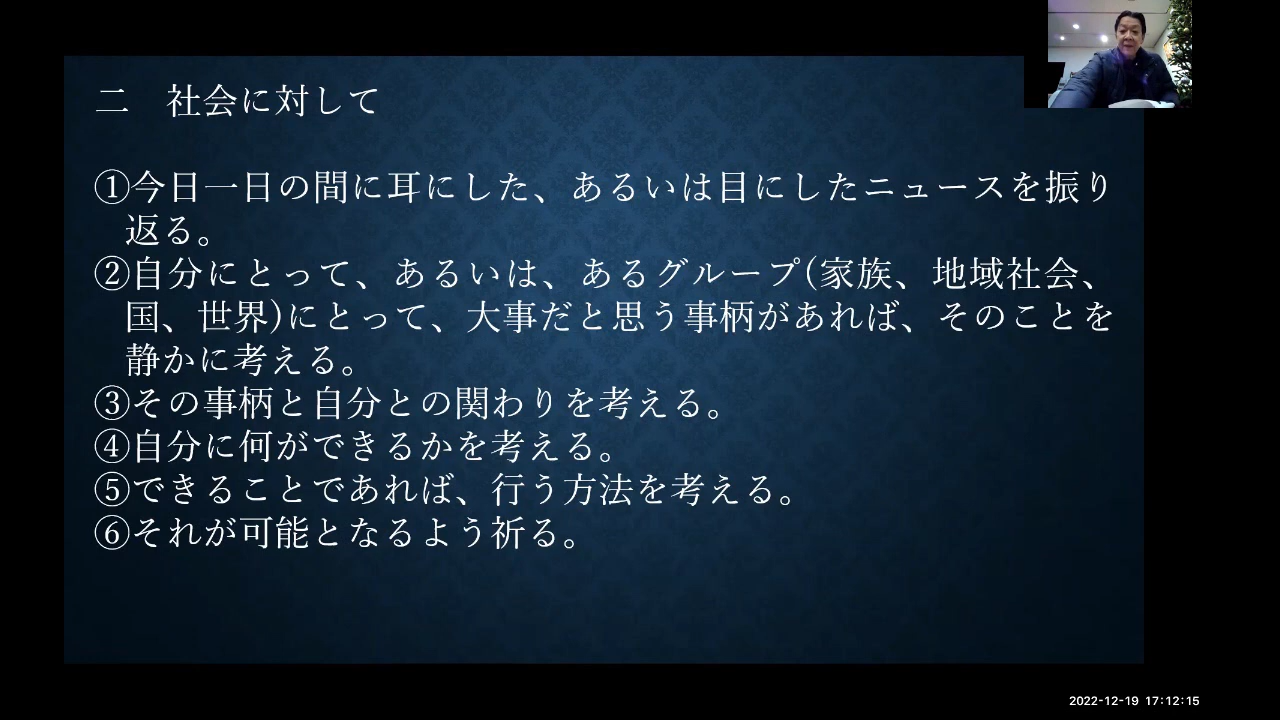 二　社会に対して
①今日一日の間に耳にした、あるいは目にしたニュースを振り
返る。
②自分にとって、あるいは、あるグループ(家族、地域社会、
国、世界)にとって、大事だと思う事柄があれば、そのことを
静かに考える。
③その事柄と自分との関わりを考える。
④自分に何ができるかを考える。
⑤できることであれば、行う方法を考える。
⑥それが可能となるよう祈る。
2022-12-19 17:12:15